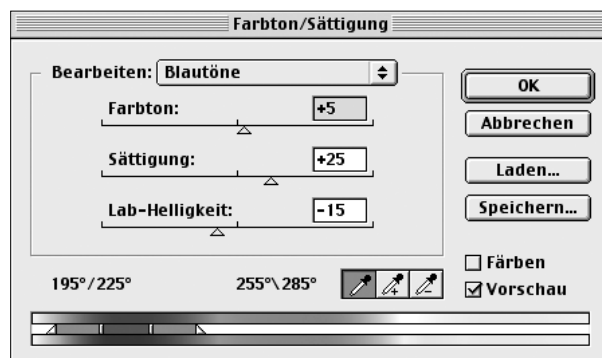 Farbton/Sättigung
Bearbeiten: Blautöne
Farbton: +5
Sättigung: +25
Lab-Helligkeit: -15
OK
Abbrechen
Laden...
Speichern...
Färben
Vorschau
195°/225° 255°\285°